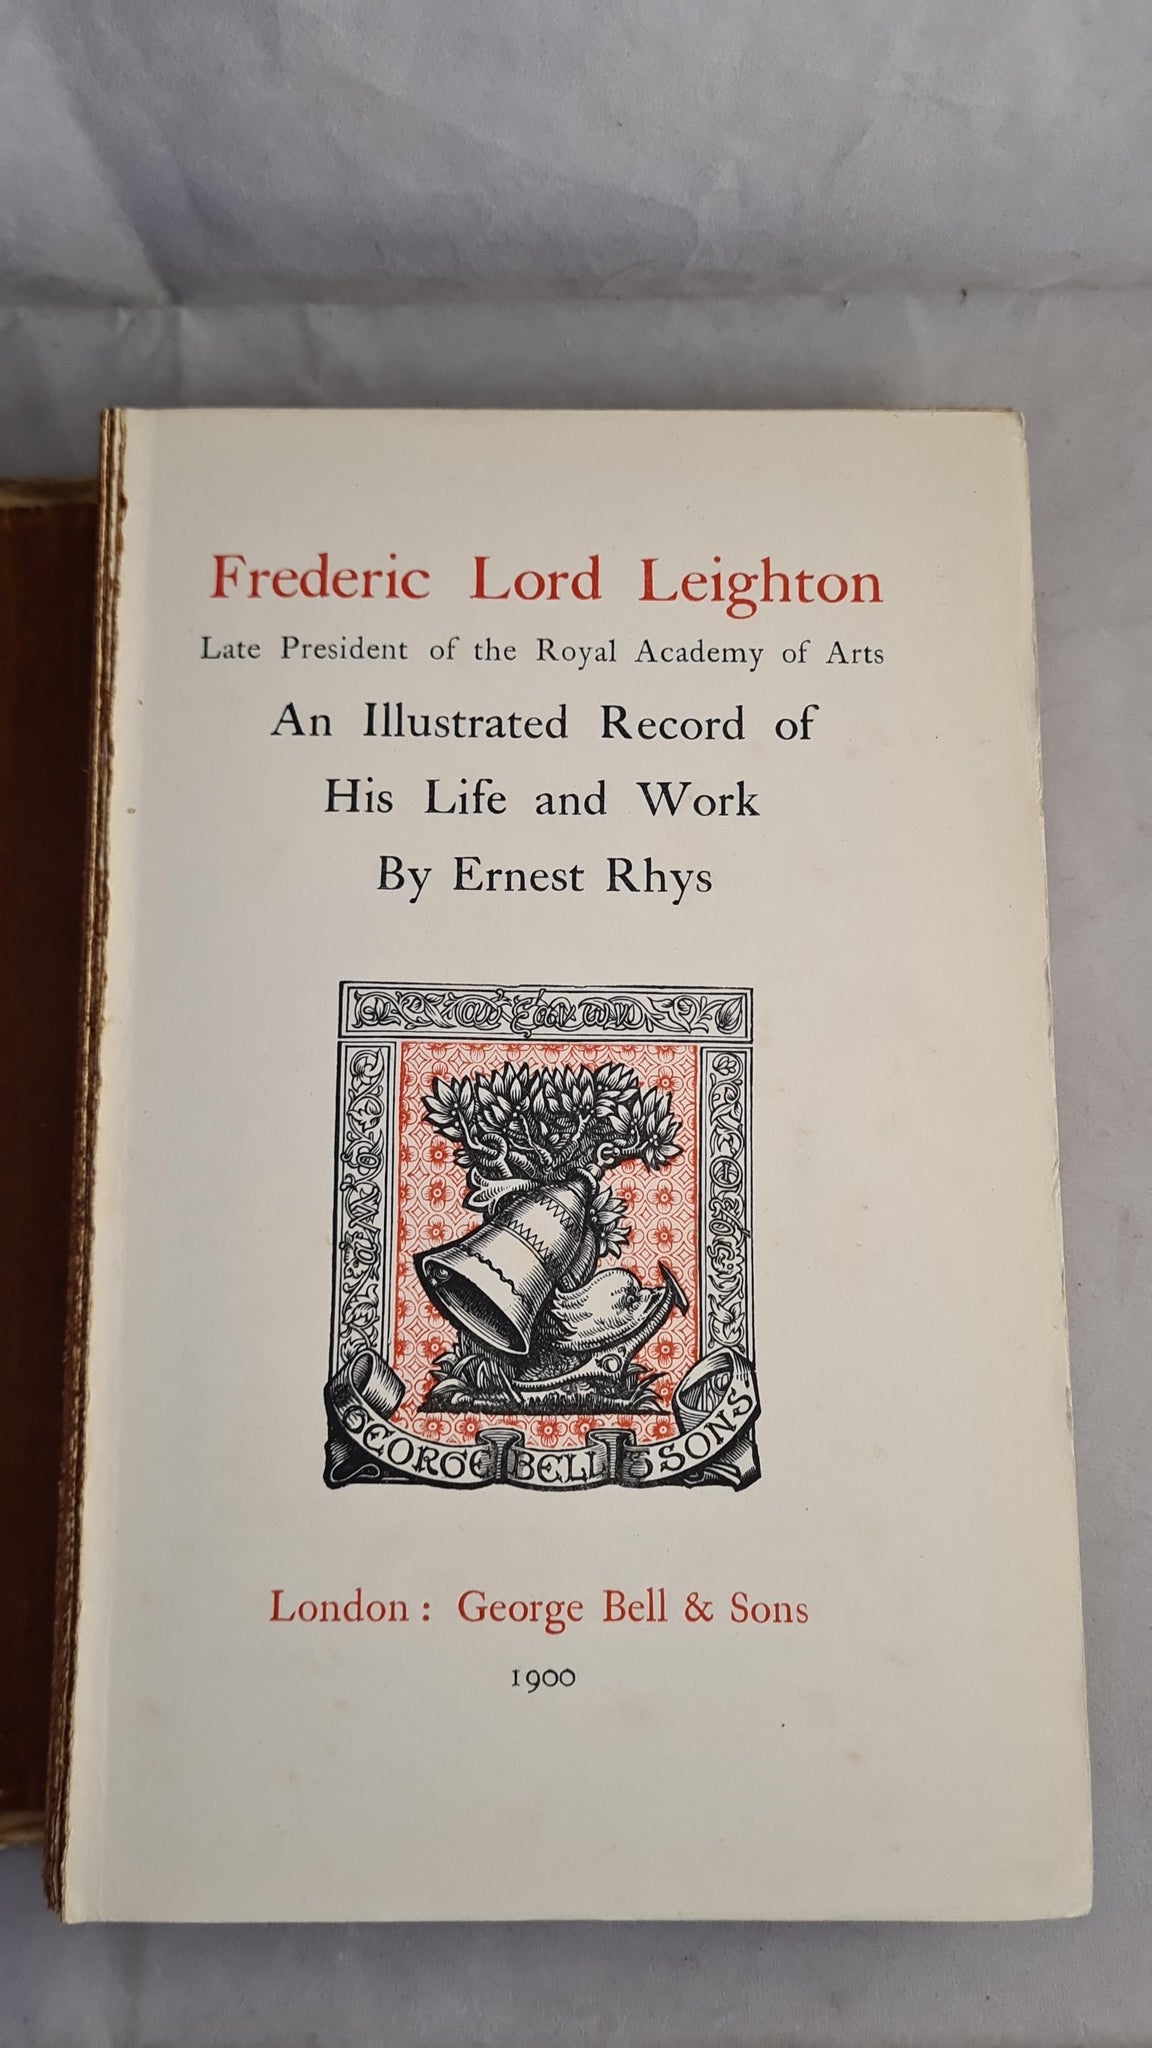 Frederic Lord Leighton
Late President of the Royal Academy of Arts
An Illustrated Record of
His Life and Work
By Ernest Rhys
GEORGE BELL & SONS
London: George Bell & Sons
1900